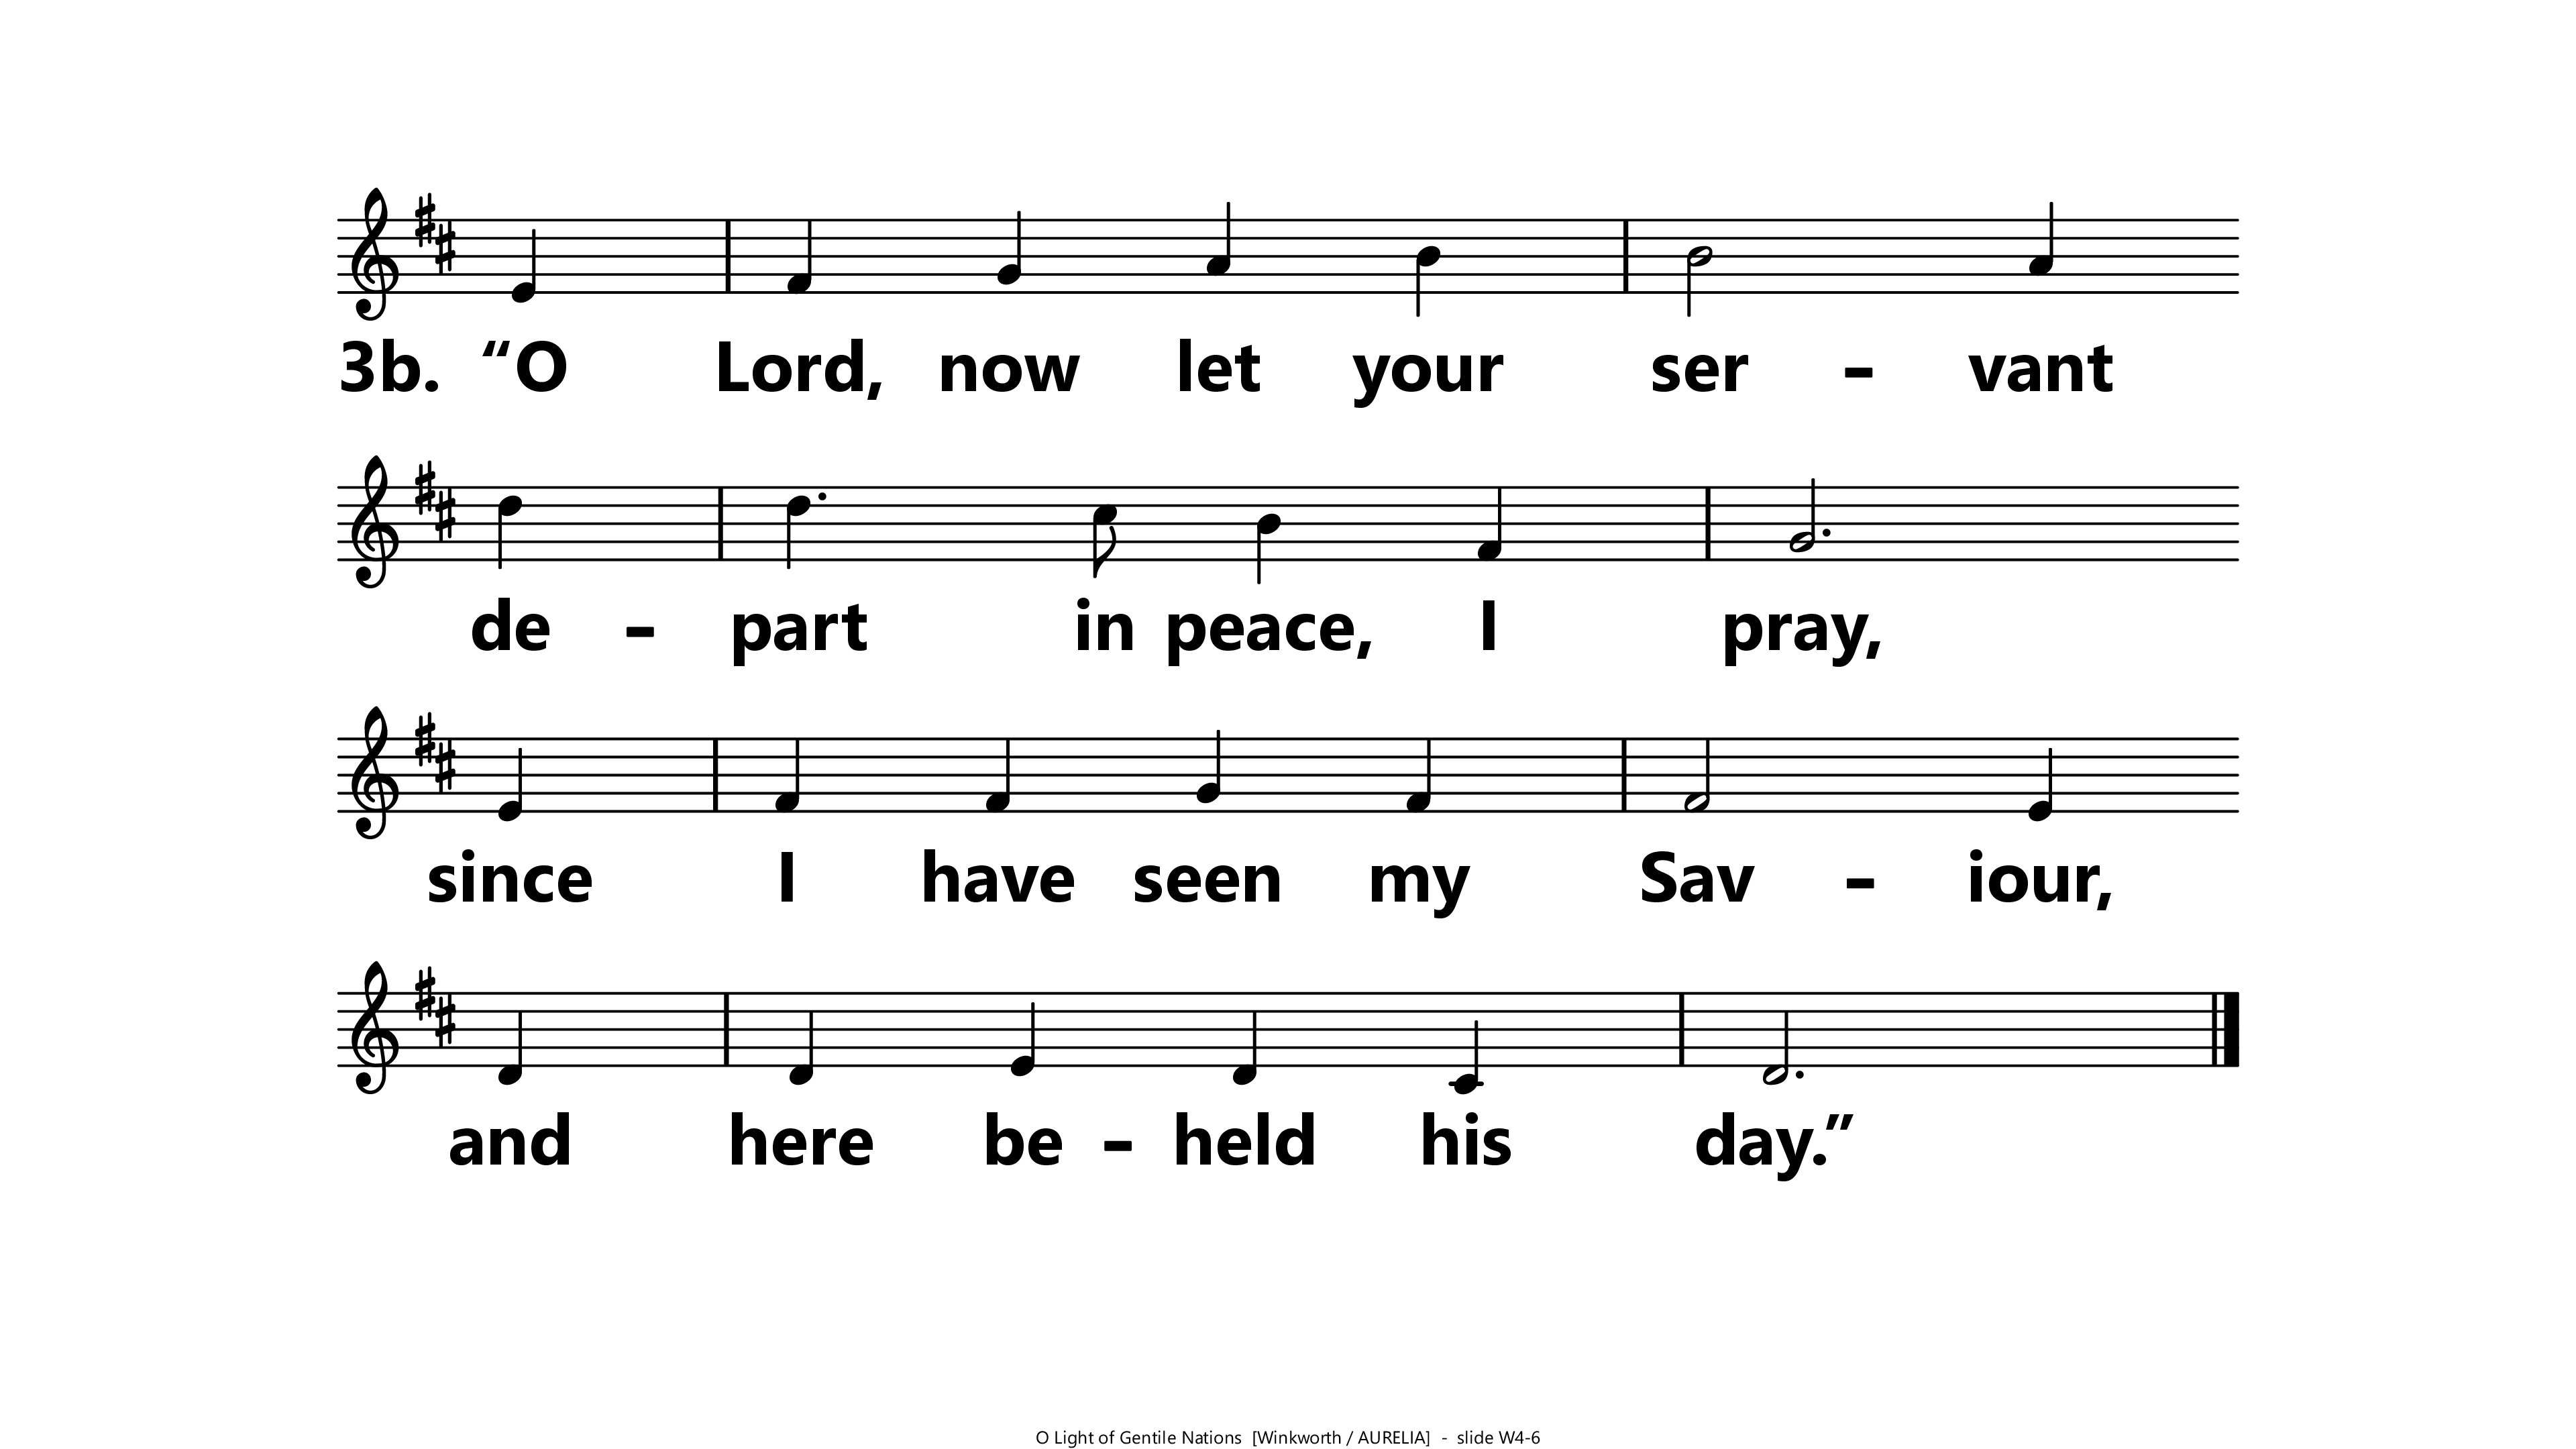 3b. “O Lord, now let your ser - vant
de - part in peace, I pray,
since I have seen my Sav - iour,
and here be - held his day.”
O Light of Gentile Nations [Winkworth / AURELIA] - slide W4-6